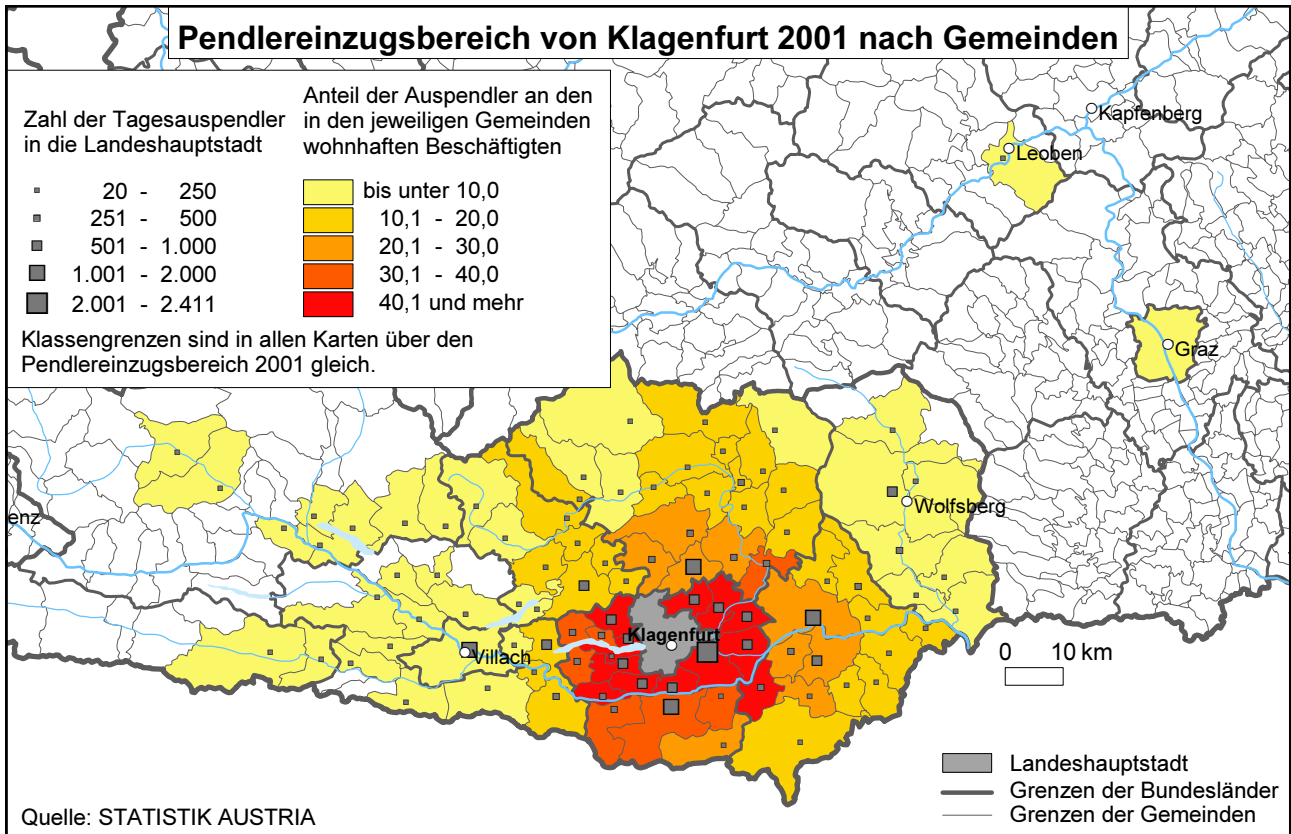 Pendlereinzugsbereich von Klagenfurt 2001 nach Gemeinden
Zahl der Tagesauspendler
in die Landeshauptstadt
20 - 250
251 - 500
501 - 1.000
1.001 - 2.000
2.001 - 2.411
Anteil der Auspendler an den
in den jeweiligen Gemeinden
wohnhaften Beschäftigten
bis unter 10,0
10,1 - 20,0
20,1 - 30,0
30,1 - 40,0
40,1 und mehr
Klassengrenzen sind in allen Karten über den
Pendlereinzugsbereich 2001 gleich.
Kapfenberg
Leoben
Graz
Wolfsberg
enz
Klagenfurt
Villach
0 10 km
Landeshauptstadt
Grenzen der Bundesländer
Grenzen der Gemeinden
Quelle: STATISTIK AUSTRIA